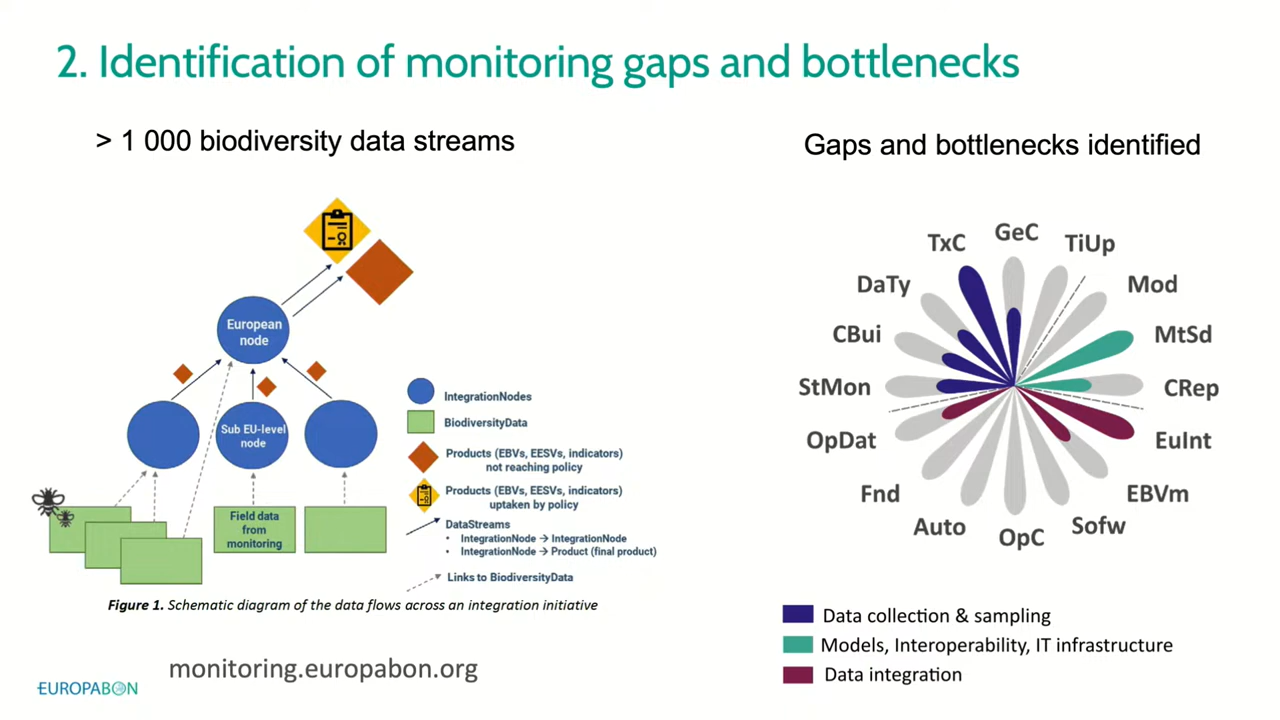 2. Identification of monitoring gaps and bottlenecks
> 1 000 biodiversity data streams
European
node
Sub EU-level
node
Field data
from
monitoring
IntegrationNodes
BiodiversityData
Products (EBVs, EESVs, indicators)
not reaching policy
Products (EBVs, EESVs, indicators)
uptaken by policy
DataStreams
• IntegrationNode → IntegrationNode
• IntegrationNode → Product (final product)
Links to BiodiversityData
Figure 1. Schematic diagram of the data flows across an integration initiative
monitoring.europabon.org
EUROPABON
Gaps and bottlenecks identified
GeC
TxC
TiUp
DaTy
Mod
CBui
MtSd
StMon
CRep
OpDat
EuInt
Fnd
EBVm
Auto
OpC
Sofw
Data collection & sampling
Models, Interoperability, IT infrastructure
Data integration